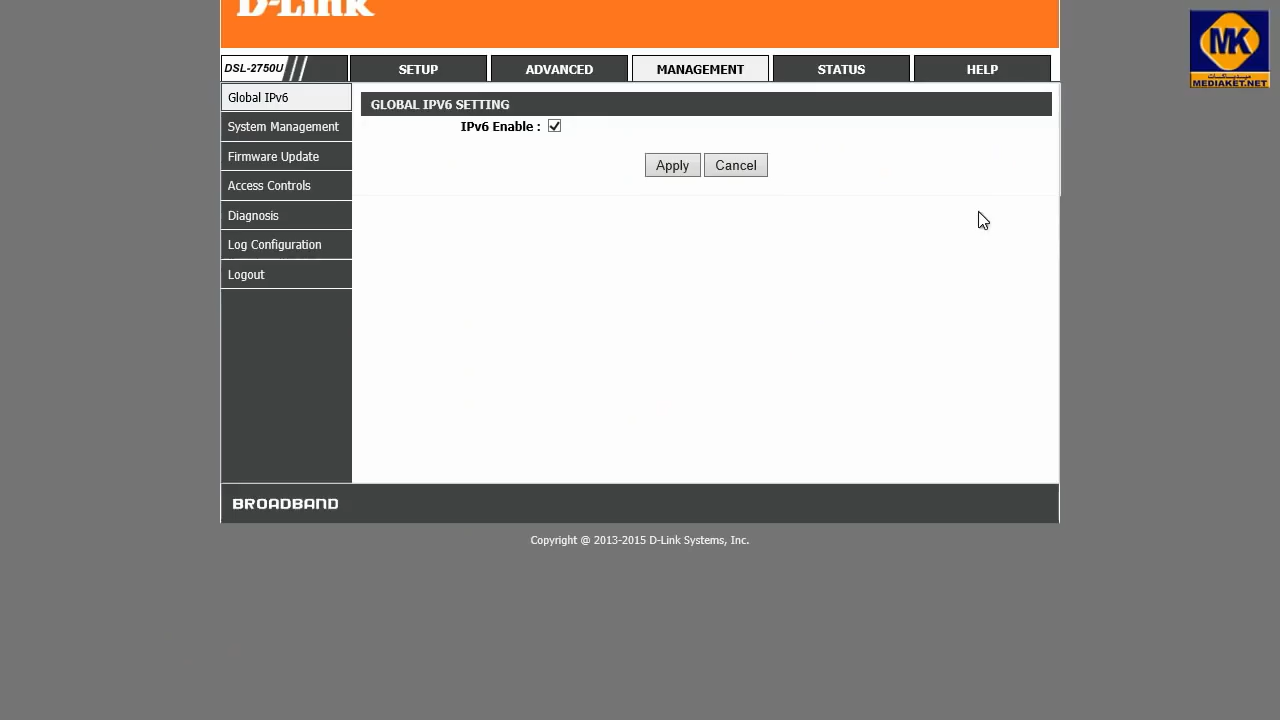 D-Link
DSL-2750U
SETUP
ADVANCED
MANAGEMENT
STATUS
HELP
Global IPv6
System Management
Firmware Update
Access Controls
Diagnosis
Log Configuration
Logout
GLOBAL IPV6 SETTING
IPv6 Enable :
Apply
Cancel
BROADBAND
Copyright @ 2013-2015 D-Link Systems, Inc.
MK
MEDIAKET.NET